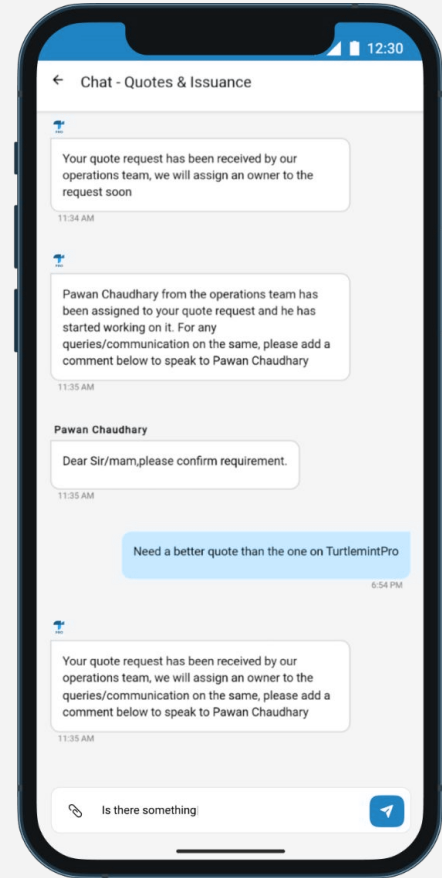 12:30
Chat - Quotes & Issuance
PRO
Your quote request has been received by our
operations team, we will assign an owner to the
request soon
11:34 AM
PRO
Pawan Chaudhary from the operations team has
been assigned to your quote request and he has
started working on it. For any
queries/communication on the same, please add a
comment below to speak to Pawan Chaudhary
11:35 AM
Pawan Chaudhary
Dear Sir/mam,please confirm requirement.
11:35 AM
Need a better quote than the one on TurtlemintPro
6:54 PM
PRO
Your quote request has been received by our
operations team, we will assign an owner to the
queries/communication on the same, please add a
comment below to speak to Pawan Chaudhary
11:35 AM
Is there something